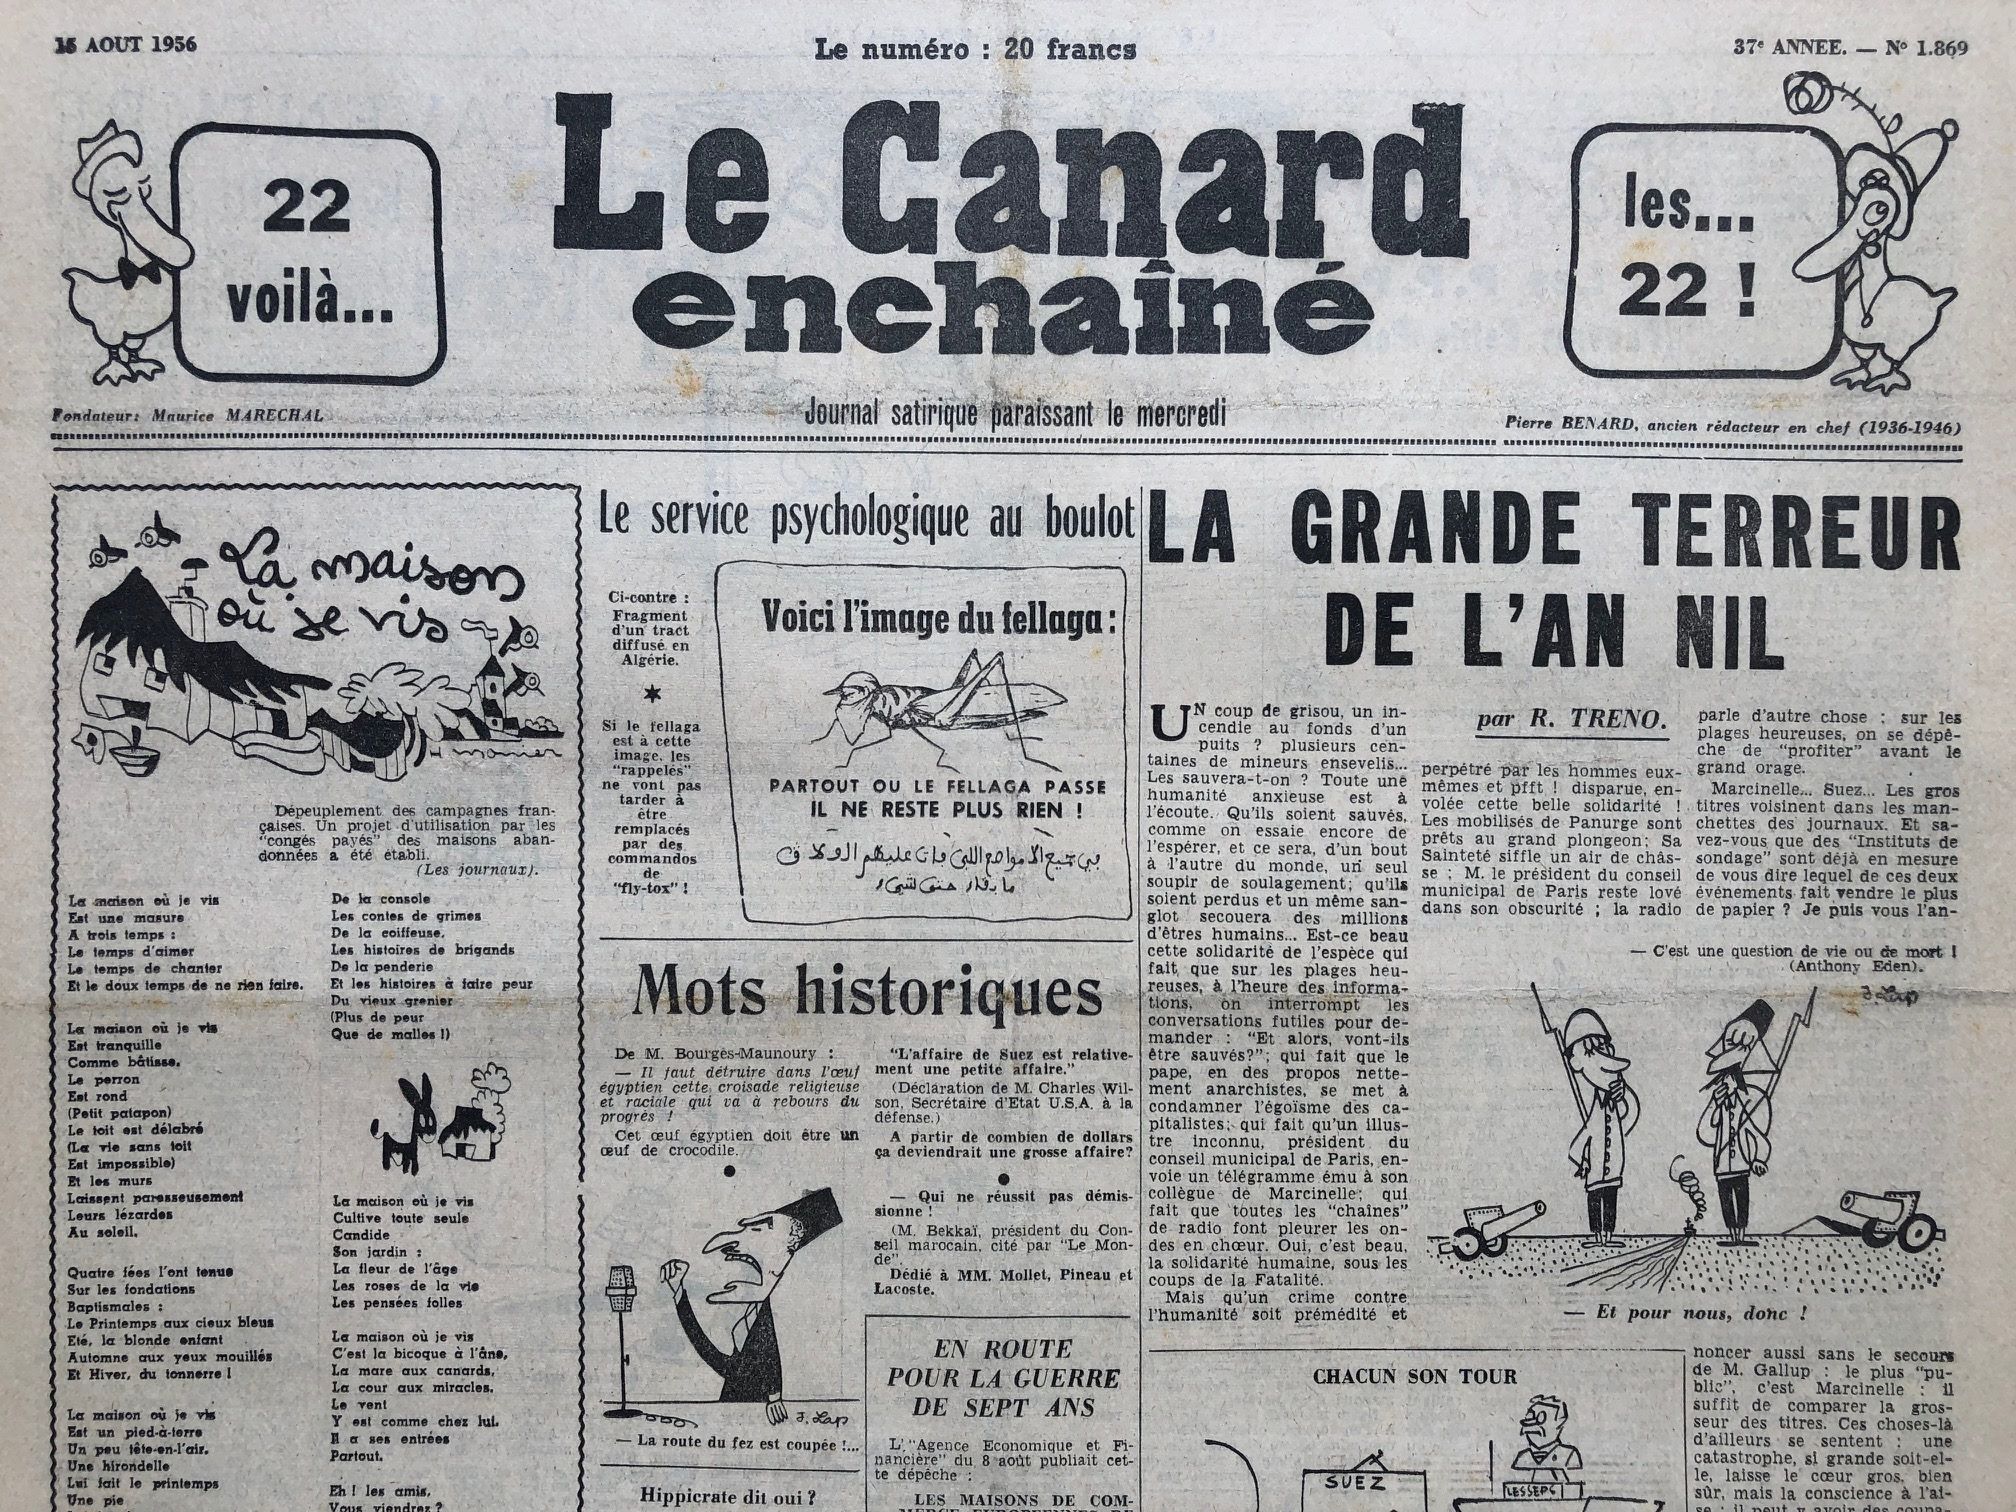 15 AOUT 1956
Le numéro : 20 francs
37e ANNEE. — No 1.869
22
voilà...
Le Canard
enchaîné
les...
22 !
Fondateur: Maurice MARECHAL
Journal satirique paraissant le mercredi
Pierre BENARD, ancien rédacteur en chef (1936-1946)
La maison
où je vis
monier
Dépeuplement des campagnes fran-
çaises. Un projet d'utilisation par les
"congés payés" des maisons aban-
données a été établi.
(Les journaux).
La maison où je vis
Est une masure
A trois temps :
Le temps d'aimer
Le temps de chanter
Et le doux temps de ne rien faire.
La maison où je vis
Est tranquille
Comme bâtisse.
Le perron
Est rond
(Petit patapon)
Le toit est délabré
(La vie sans toit
Est impossible)
Et les murs
Laissent paresseusement
Leurs lézardes
Au soleil.
Quatre fées l'ont tenue
Sur les fondations
Baptismales :
Le Printemps aux cieux bleus
Eté, la blonde enfant
Automne aux yeux mouillés
Et Hiver, du tonnerre !
La maison où je vis
Est un pied-à-terre
Un peu tête-en-l'air.
Une hirondelle
Lui fait le printemps
Une pie
De la console
Les contes de grimes
De la coiffeuse,
Les histoires de brigands
De la penderie
Et les histoires à faire peur
Du vieux grenier
(Plus de peur
Que de malles !)
La maison où je vis
Cultive toute seule
Candide
Son jardin :
La fleur de l'âge
Les roses de la vie
Les pensées folles
La maison où je vis
C'est la bicoque à l'âne,
La mare aux canards,
La cour aux miracles.
Le vent
Y est comme chez lui.
Il a ses entrées
Partout.
Eh ! les amis,
Vous viendrez ?
Le service psychologique au boulot
Ci-contre :
Fragment
d'un tract
diffusé en
Algérie.
Si le fellaga
est à cette
image, les
"rappelés"
ne vont pas
tarder à
être
remplacés
par des
commandos
de
"fly-tox" !
Voici l'image du fellaga :
PARTOUT OU LE FELLAGA PASSE
IL NE RESTE PLUS RIEN !
Mots historiques
De M. Bourgès-Maunoury :
— Il faut détruire dans l'œuf
égyptien cette croisade religieuse
et raciale qui va à rebours du
progrès !
Cet œuf égyptien doit être un
œuf de crocodile.
J. Lap
— La route du fez est coupée !...
Hippicrate dit oui ?
"L'affaire de Suez est relative-
ment une petite affaire."
(Déclaration de M. Charles Wil-
son, Secrétaire d'Etat U.S.A. à la
défense.)
A partir de combien de dollars
ça deviendrait une grosse affaire?
— Qui ne réussit pas démis-
sionne !
(M. Bekkaï, président du Con-
seil marocain, cité par "Le Mon-
de".
Dédié à MM. Mollet, Pineau et
Lacoste.
EN ROUTE
POUR LA GUERRE
DE SEPT ANS
L' "Agence Economique et Fi-
nancière" du 8 août publiait cet-
te dépêche :
LES MAISONS DE COM-
MERCE EUROPEENNES DE
LA GRANDE TERREUR
DE L'AN NIL
par R. TRENO.
UN coup de grisou, un in-
cendie au fonds d'un
puits ? plusieurs cen-
taines de mineurs ensevelis...
Les sauvera-t-on ? Toute une
humanité anxieuse est à
l'écoute. Qu'ils soient sauvés,
comme on essaie encore de
l'espérer, et ce sera, d'un bout
à l'autre du monde, un seul
soupir de soulagement; qu'ils
soient perdus et un même san-
glot secouera des millions
d'êtres humains... Est-ce beau
cette solidarité de l'espèce qui
fait, que sur les plages heu-
reuses, à l'heure des informa-
tions, on interrompt les
conversations futiles pour de-
mander : "Et alors, vont-ils
être sauvés?"; qui fait que le
pape, en des propos nette-
ment anarchistes, se met à
condamner l'égoïsme des ca-
pitalistes; qui fait qu'un illus-
tre inconnu, président du
conseil municipal de Paris, en-
voie un télégramme ému à son
collègue de Marcinelle; qui
fait que toutes les "chaînes"
de radio font pleurer les on-
des en chœur. Oui, c'est beau,
la solidarité humaine, sous les
coups de la Fatalité.
Mais qu'un crime contre
l'humanité soit prémédité et
perpétré par les hommes eux-
mêmes et pfft ! disparue, en-
volée cette belle solidarité !
Les mobilisés de Panurge sont
prêts au grand plongeon; Sa
Sainteté siffle un air de châs-
se ; M. le président du conseil
municipal de Paris reste lové
dans son obscurité ; la radio
parle d'autre chose : sur les
plages heureuses, on se dépê-
che de "profiter" avant le
grand orage.
Marcinelle... Suez... Les gros
titres voisinent dans les man-
chettes des journaux. Et sa-
vez-vous que des "Instituts de
sondage" sont déjà en mesure
de vous dire lequel de ces deux
événements fait vendre le plus
de papier ? Je puis vous l'an-
— C'est une question de vie ou de mort !
(Anthony Eden).
J. Lap
— Et pour nous, donc !
CHACUN SON TOUR
SUEZ
LESSEPS
noncer aussi sans le secours
de M. Gallup : le plus "pu-
blic", c'est Marcinelle : il
suffit de comparer la gros-
seur des titres. Ces choses-là
d'ailleurs se sentent : une
catastrophe, si grande soit-el-
le, laisse le cœur gros, bien
sûr, mais la conscience à l'ai-